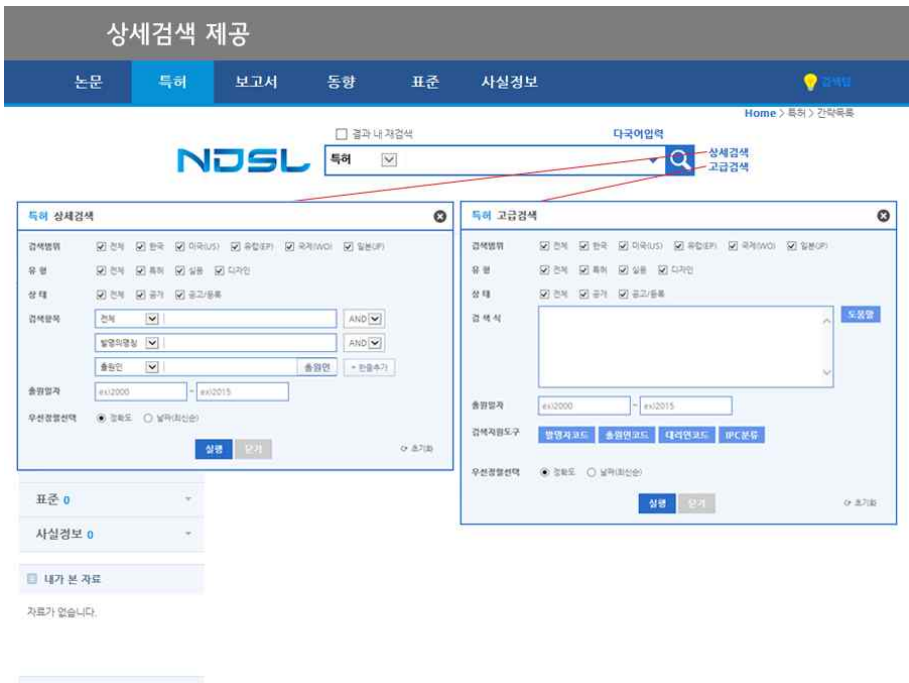 상세검색 제공
논문 특허 보고서 동향 표준 사실정보 검색팁
Home > 특허 > 간략목록
결과 내 재검색 다국어입력
NDSL 특허 상세검색
고급검색
특허 상세검색
검색범위 전체 한국 미국(US) 유럽(EP) 국제(WO) 일본(JP)
유 형 전체 특허 실용 디자인
상 태 전체 공개 공고/등록
검색항목 전체 AND
발명의명칭 AND
출원인 출원인 + 한줄추가
출원일자 ex)2000 ~ ex)2015
우선정렬선택 정확도 날짜(최신순)
실행 닫기 초기화
특허 고급검색
검색범위 전체 한국 미국(US) 유럽(EP) 국제(WO) 일본(JP)
유 형 전체 특허 실용 디자인
상 태 전체 공개 공고/등록
검 색 식 도움말
출원일자 ex)2000 ~ ex)2015
검색지원도구 발명자코드 출원인코드 대리인코드 IPC분류
우선정렬선택 정확도 날짜(최신순)
실행 닫기 초기화
표준 0
사실정보 0
내가 본 자료
자료가 없습니다.